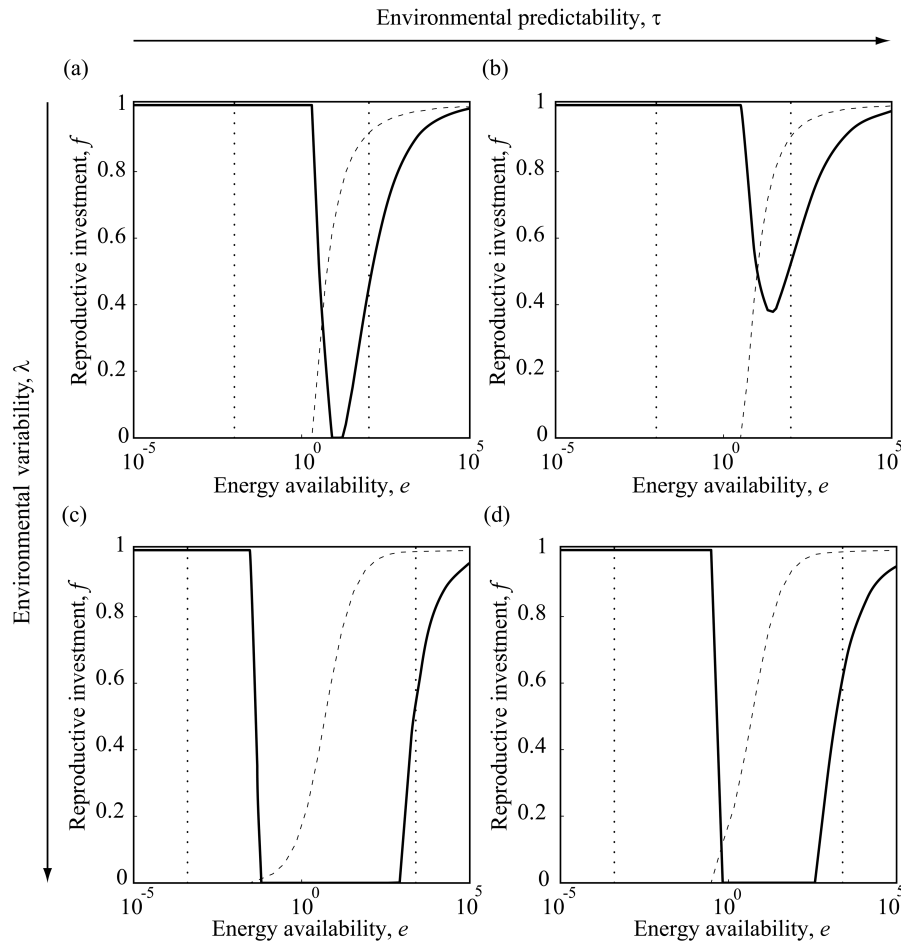 Environmental predictability, τ
Environmental variability, λ
(a)
Reproductive investment, f
1
0.8
0.6
0.4
0.2
0
10^-5
10^0
10^5
Energy availability, e
(b)
Reproductive investment, f
1
0.8
0.6
0.4
0.2
0
10^-5
10^0
10^5
Energy availability, e
(c)
Reproductive investment, f
1
0.8
0.6
0.4
0.2
0
10^-5
10^0
10^5
Energy availability, e
(d)
Reproductive investment, f
1
0.8
0.6
0.4
0.2
0
10^-5
10^0
10^5
Energy availability, e